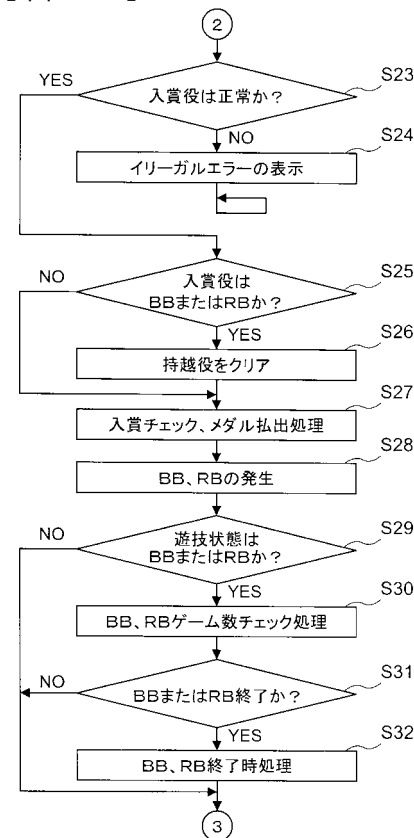 2
S23
YES
入賞役は正常か?
NO
S24
イリーガルエラーの表示
S25
NO
入賞役は
BBまたはRBか?
YES
S26
持越役をクリア
S27
入賞チェック、メダル払出処理
S28
BB、RBの発生
S29
NO
遊技状態は
BBまたはRBか?
YES
S30
BB、RBゲーム数チェック処理
S31
NO
BBまたはRB終了か?
YES
S32
BB、RB終了時処理
3